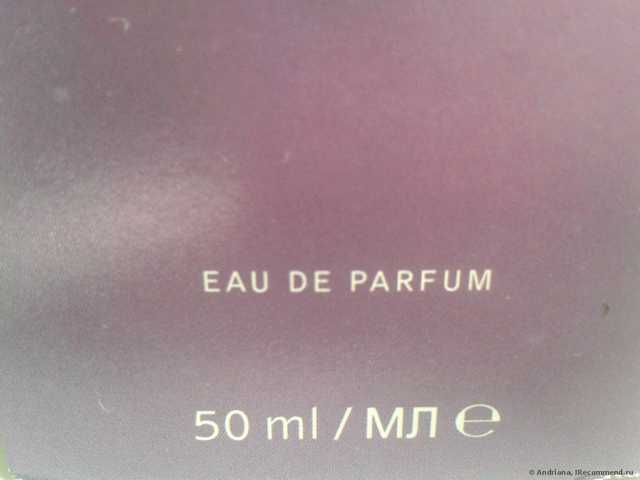 EAU DE PARFUM
50 ml / МЛ ℮
© Andriana, IRecommend.ru